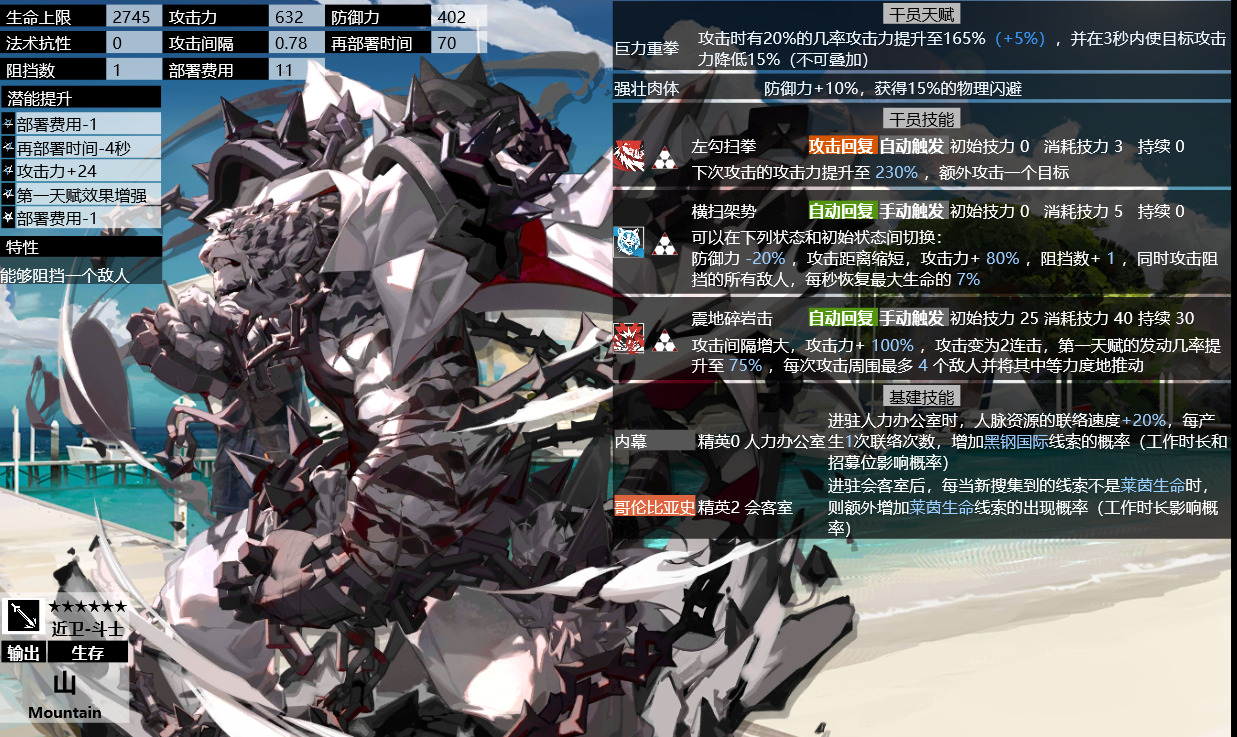 生命上限 2745 攻击力 632 防御力 402
法术抗性 0 攻击间隔 0.78 再部署时间 70
阻挡数 1 部署费用 11
潜能提升
部署费用-1
再部署时间-4秒
攻击力+24
第一天赋效果增强
部署费用-1
特性
能够阻挡一个敌人
★★★★★★
近卫-斗士
输出 生存
山
Mountain
干员天赋
巨力重拳 攻击时有20%的几率攻击力提升至165%（+5%），并在3秒内使目标攻击
力降低15%（不可叠加）
强壮肉体 防御力+10%，获得15%的物理闪避
干员技能
左勾扫拳 攻击回复 自动触发 初始技力 0 消耗技力 3 持续 0
下次攻击的攻击力提升至 230% ，额外攻击一个目标
横扫架势 自动回复 手动触发 初始技力 0 消耗技力 5 持续 0
可以在下列状态和初始状态间切换：
防御力 -20% ，攻击距离缩短，攻击力+ 80% ，阻挡数+ 1 ，同时攻击阻
挡的所有敌人，每秒恢复最大生命的 7%
震地碎岩击 自动回复 手动触发 初始技力 25 消耗技力 40 持续 30
攻击间隔增大，攻击力+ 100% ，攻击变为2连击，第一天赋的发动几率提
升至 75% ，每次攻击周围最多 4 个敌人并将其中等力度地推动
基建技能
内幕 精英0 人力办公室 进驻人力办公室时，人脉资源的联络速度+20%，每产
生1次联络次数，增加黑钢国际线索的概率（工作时长和
招募位影响概率）
哥伦比亚史 精英2 会客室 进驻会客室后，每当新搜集到的线索不是莱茵生命时，
则额外增加莱茵生命线索的出现概率（工作时长影响概
率）